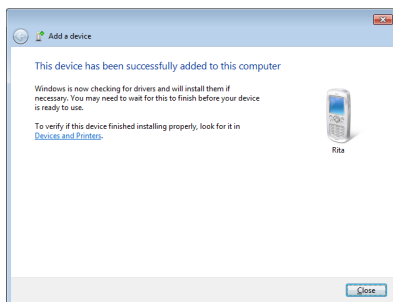 Add a device
This device has been successfully added to this computer
Windows is now checking for drivers and will install them if
necessary. You may need to wait for this to finish before your device
is ready to use.
To verify if this device finished installing properly, look for it in
Devices and Printers.
Rita
Close